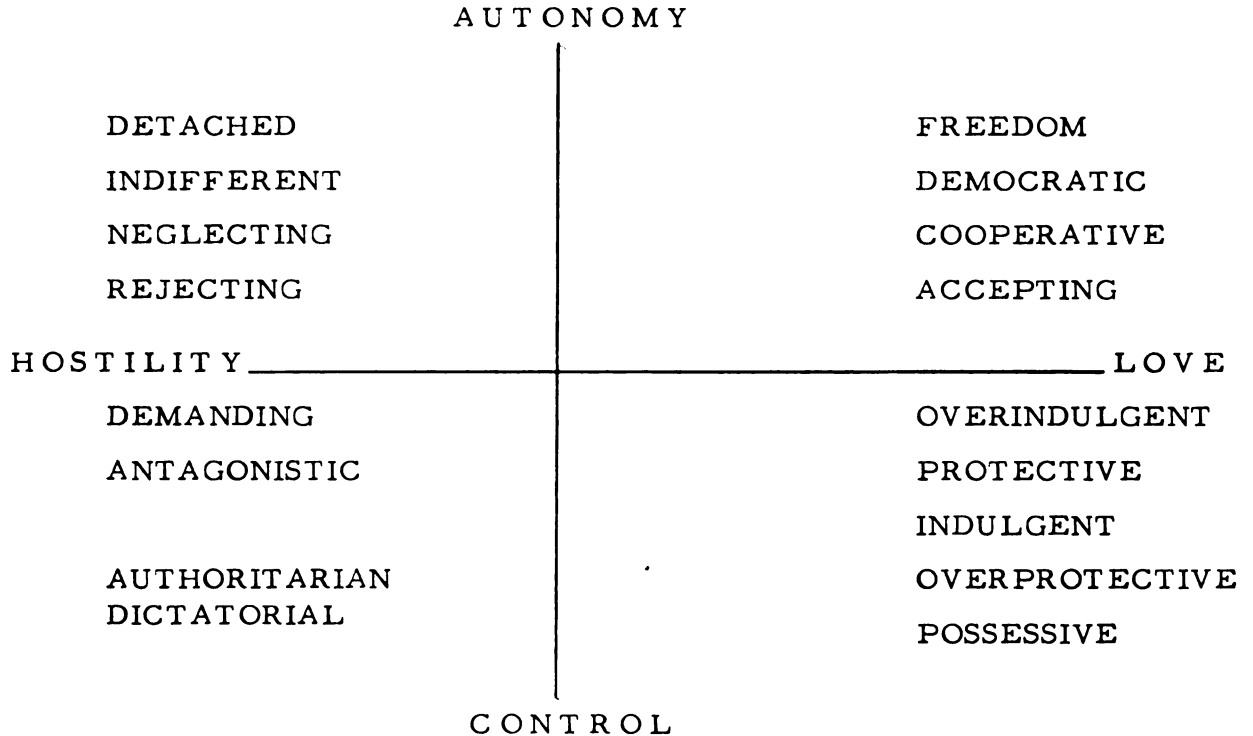 AUTONOMY
DETACHED
FREEDOM
INDIFFERENT
DEMOCRATIC
NEGLECTING
COOPERATIVE
REJECTING
ACCEPTING
HOSTILITY
LOVE
DEMANDING
OVERINDULGENT
ANTAGONISTIC
PROTECTIVE
INDULGENT
AUTHORITARIAN
OVERPROTECTIVE
DICTATORIAL
POSSESSIVE
CONTROL